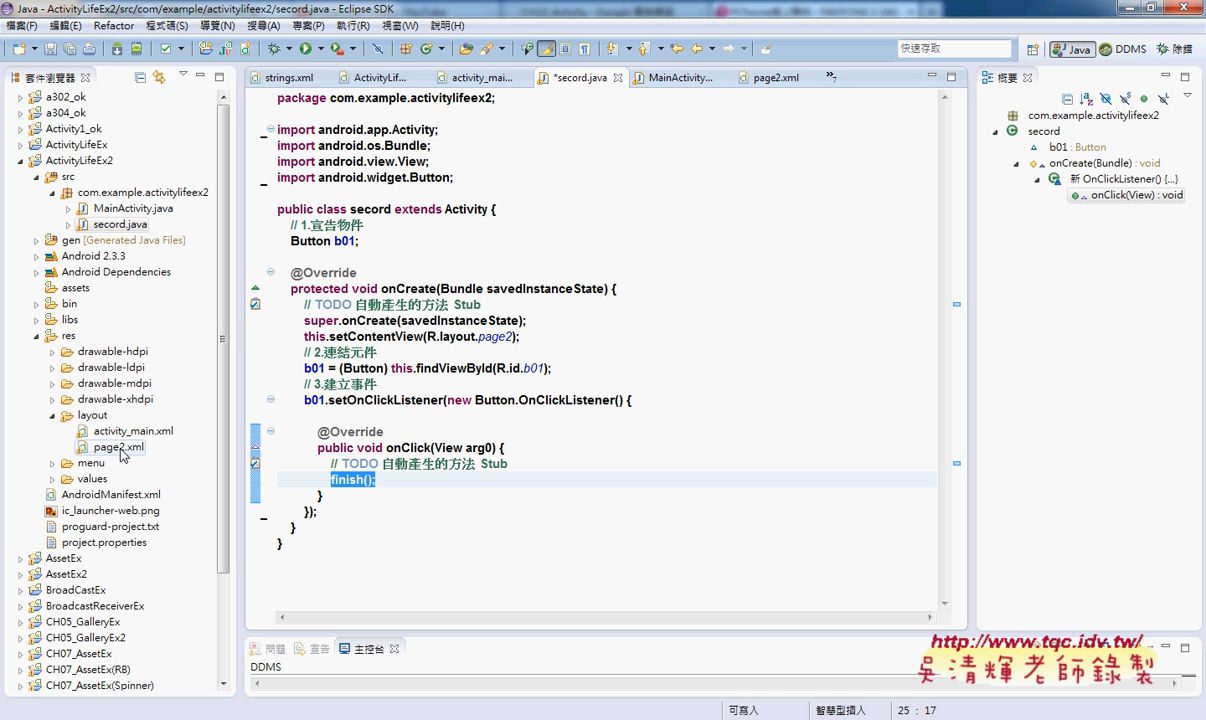 Java - ActivityLifeEx2/src/com/example/activitylifeex2/secord.java - Eclipse SDK
檔案(F) 編輯(E) Refactor 程式碼(S) 導覽(N) 搜尋(A) 專案(P) 執行(R) 視窗(W) 說明(H)
快速存取 Java DDMS 除錯
套件瀏覽器
a302_ok
a304_ok
Activity1_ok
ActivityLifeEx
ActivityLifeEx2
src
com.example.activitylifeex2
MainActivity.java
secord.java
gen [Generated Java Files]
Android 2.3.3
Android Dependencies
assets
bin
libs
res
drawable-hdpi
drawable-ldpi
drawable-mdpi
drawable-xhdpi
layout
activity_main.xml
page2.xml
menu
values
AndroidManifest.xml
ic_launcher-web.png
proguard-project.txt
project.properties
AssetEx
AssetEx2
BroadCastEx
BroadcastReceiverEx
CH05_GalleryEx
CH05_GalleryEx2
CH07_AssetEx
CH07_AssetEx(RB)
CH07_AssetEx(Spinner)
strings.xml ActivityLif... activity_mai... *secord.java MainActivity... page2.xml »7
package com.example.activitylifeex2;
import android.app.Activity;
import android.os.Bundle;
import android.view.View;
import android.widget.Button;
public class secord extends Activity {
// 1.宣告物件
Button b01;
@Override
protected void onCreate(Bundle savedInstanceState) {
// TODO 自動產生的方法 Stub
super.onCreate(savedInstanceState);
this.setContentView(R.layout.page2);
// 2.連結元件
b01 = (Button) this.findViewById(R.id.b01);
// 3.建立事件
b01.setOnClickListener(new Button.OnClickListener() {
@Override
public void onClick(View arg0) {
// TODO 自動產生的方法 Stub
finish();
}
});
}
}
概要
com.example.activitylifeex2
secord
b01 : Button
onCreate(Bundle) : void
新 OnClickListener() {...}
onClick(View) : void
問題 宣告 主控台
DDMS
http://www.tqc.idv.tw/
吳清輝老師錄製
可寫入 智慧型插入 25 : 17